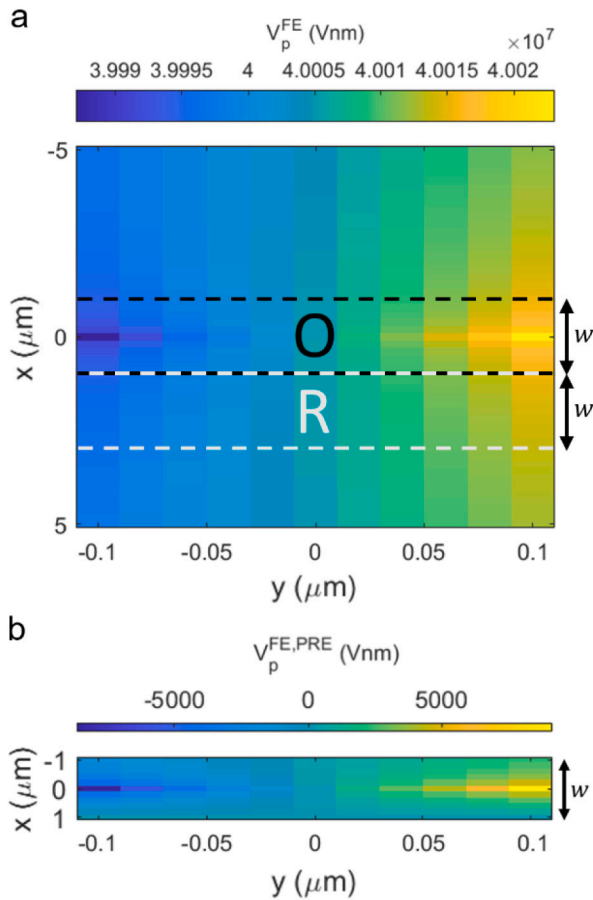 a
V_p^FE (Vnm)
×10^7
3.999 3.9995 4 4.0005 4.001 4.0015 4.002
-5
0
5
x (μm)
O
R
w
w
-0.1 -0.05 0 0.05 0.1
y (μm)
b
V_p^FE,PRE (Vnm)
-5000 0 5000
-1
0
1
x (μm)
w
-0.1 -0.05 0 0.05 0.1
y (μm)